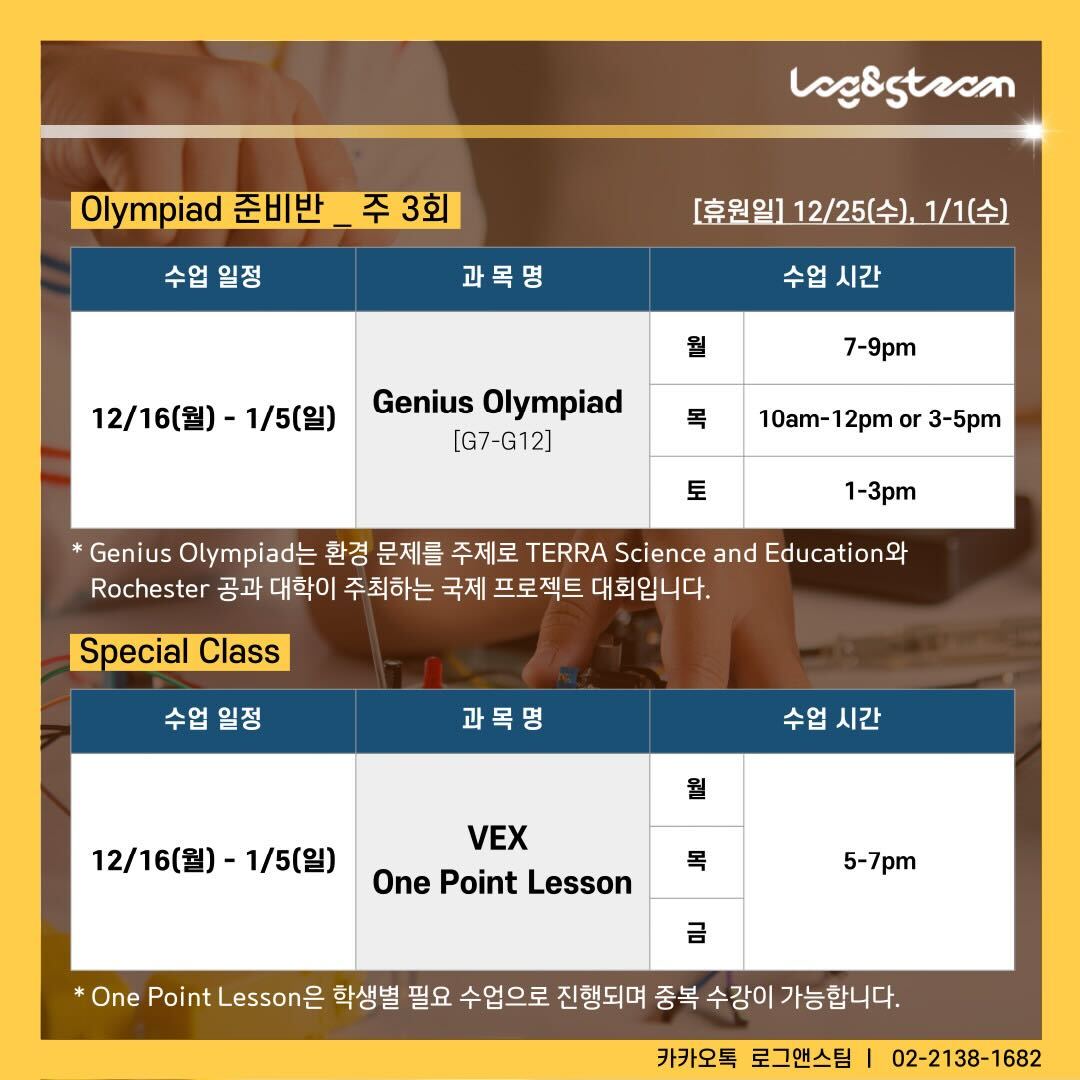 Log&steam
Olympiad 준비반 _ 주 3회
[휴원일] 12/25(수), 1/1(수)
수업 일정 과 목 명 수업 시간
12/16(월) - 1/5(일)
Genius Olympiad
[G7-G12]
월 7-9pm
목 10am-12pm or 3-5pm
토 1-3pm
* Genius Olympiad는 환경 문제를 주제로 TERRA Science and Education와
Rochester 공과 대학이 주최하는 국제 프로젝트 대회입니다.
Special Class
수업 일정 과 목 명 수업 시간
12/16(월) - 1/5(일)
VEX
One Point Lesson
월
목 5-7pm
금
* One Point Lesson은 학생별 필요 수업으로 진행되며 중복 수강이 가능합니다.
카카오톡 로그앤스팀 | 02-2138-1682